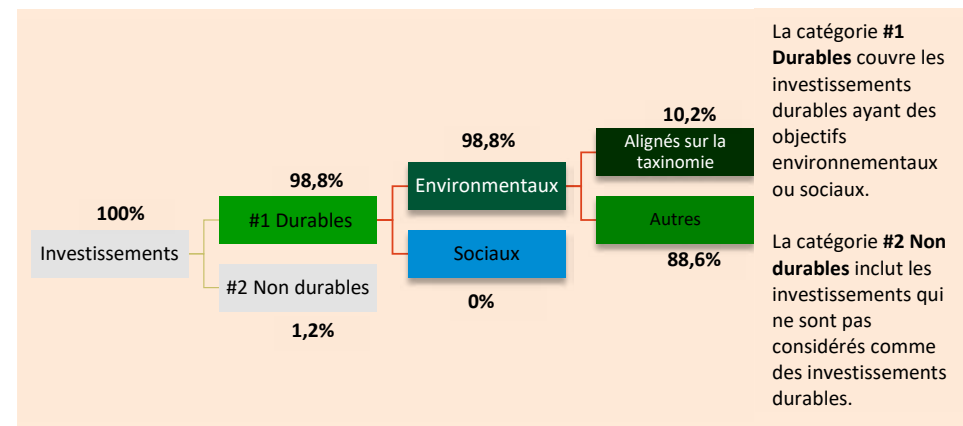 100%
Investissements
98,8%
#1 Durables
#2 Non durables
1,2%
98,8%
Environmentaux
Sociaux
0%
10,2%
Alignés sur la
taxinomie
Autres
88,6%
La catégorie #1
Durables couvre les
investissements
durables ayant des
objectifs
environnementaux
ou sociaux.
La catégorie #2 Non
durables inclut les
investissements qui
ne sont pas
considérés comme
des investissements
durables.